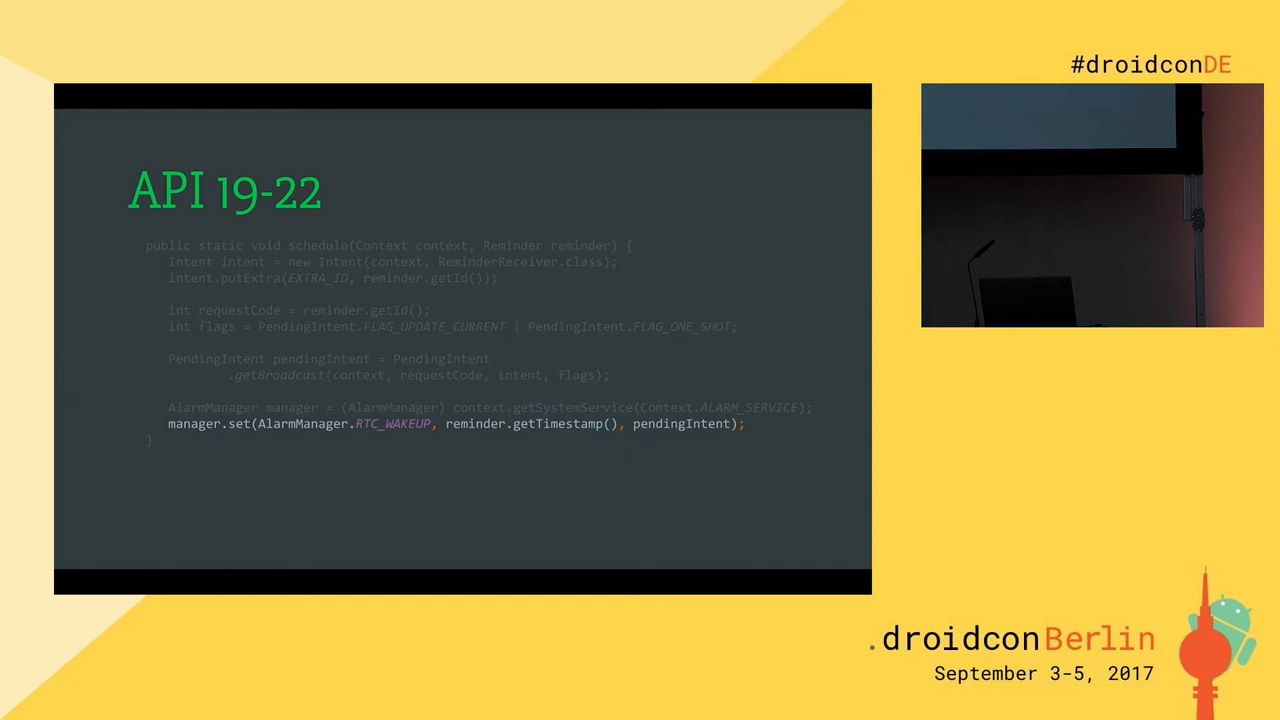 #droidconDE
API 19-22
public static void schedule(Context context, Reminder reminder) {
Intent intent = new Intent(context, ReminderReceiver.class);
intent.putExtra(EXTRA_ID, reminder.getId());
int requestCode = reminder.getId();
int flags = PendingIntent.FLAG_UPDATE_CURRENT | PendingIntent.FLAG_ONE_SHOT;
PendingIntent pendingIntent = PendingIntent
.getBroadcast(context, requestCode, intent, flags);
AlarmManager manager = (AlarmManager) context.getSystemService(Context.ALARM_SERVICE);
manager.set(AlarmManager.RTC_WAKEUP, reminder.getTimestamp(), pendingIntent);
}
.droidconBerlin
September 3-5, 2017